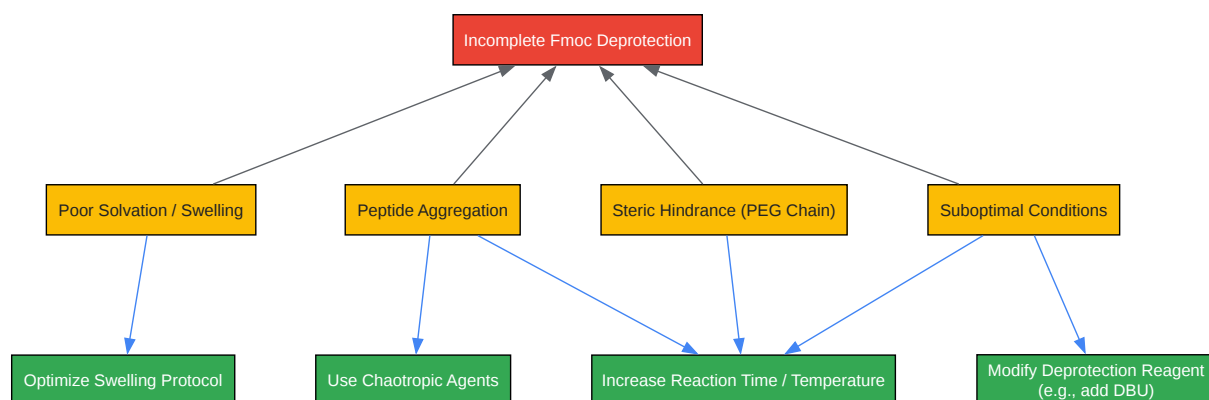 Incomplete Fmoc Deprotection
Poor Solvation / Swelling
Peptide Aggregation
Steric Hindrance (PEG Chain)
Suboptimal Conditions
Optimize Swelling Protocol
Use Chaotropic Agents
Increase Reaction Time / Temperature
Modify Deprotection Reagent
(e.g., add DBU)